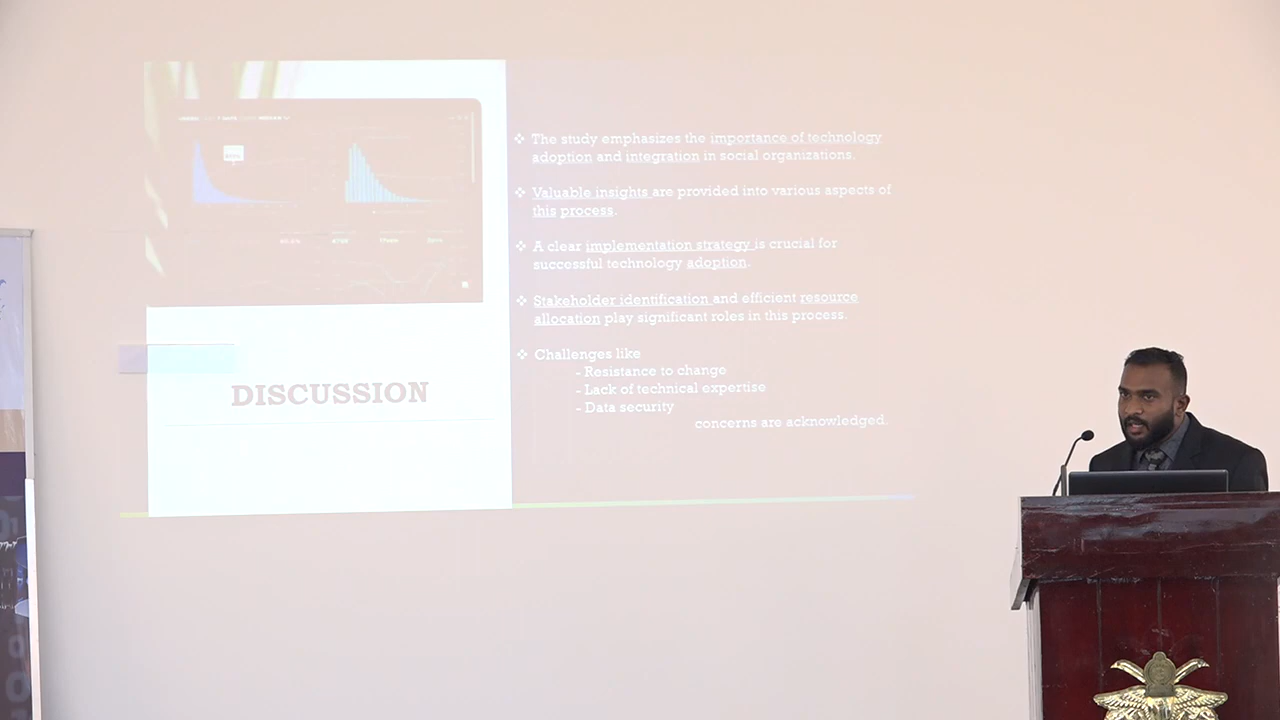 DISCUSSION
❖ The study emphasizes the importance of technology
adoption and integration in social organizations.
❖ Valuable insights are provided into various aspects of
this process.
❖ A clear implementation strategy is crucial for
successful technology adoption.
❖ Stakeholder identification and efficient resource
allocation play significant roles in this process.
❖ Challenges like
- Resistance to change
- Lack of technical expertise
- Data security
concerns are acknowledged.